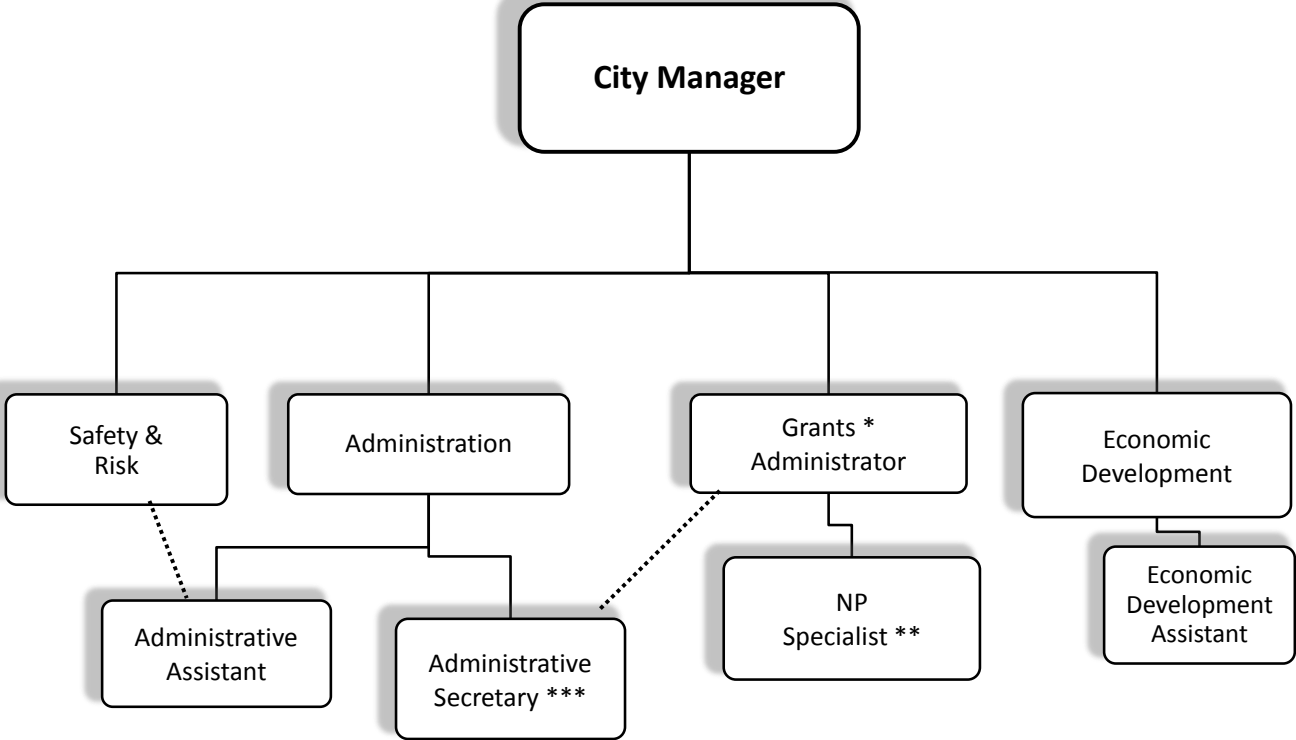 City Manager
Safety &
Risk
Administration
Grants *
Administrator
Economic
Development
Administrative
Assistant
Administrative
Secretary ***
NP
Specialist **
Economic
Development
Assistant